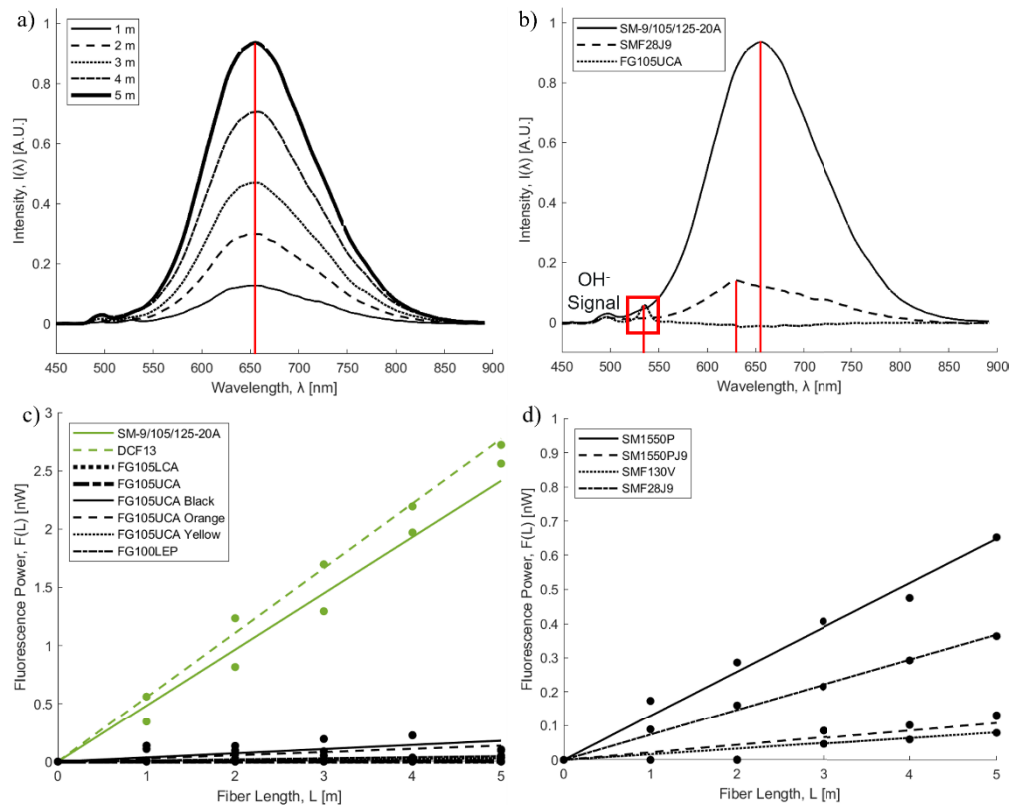 a)
1 m
2 m
3 m
4 m
5 m
Intensity, I(λ) [A.U.]
1
0.8
0.6
0.4
0.2
0
450 500 550 600 650 700 750 800 850 900
Wavelength, λ [nm]
b)
SM-9/105/125-20A
SMF28J9
FG105UCA
OH-
Signal
Intensity, I(λ) [A.U.]
1
0.8
0.6
0.4
0.2
0
450 500 550 600 650 700 750 800 850 900
Wavelength, λ [nm]
c)
SM-9/105/125-20A
DCF13
FG105LCA
FG105UCA
FG105UCA Black
FG105UCA Orange
FG105UCA Yellow
FG100LEP
Fluorescence Power, F(L) [nW]
3
2.5
2
1.5
1
0.5
0
0 1 2 3 4 5
Fiber Length, L [m]
d)
SM1550P
SM1550PJ9
SMF130V
SMF28J9
Fluorescence Power, F(L) [nW]
1
0.9
0.8
0.7
0.6
0.5
0.4
0.3
0.2
0.1
0
0 1 2 3 4 5
Fiber Length, L [m]